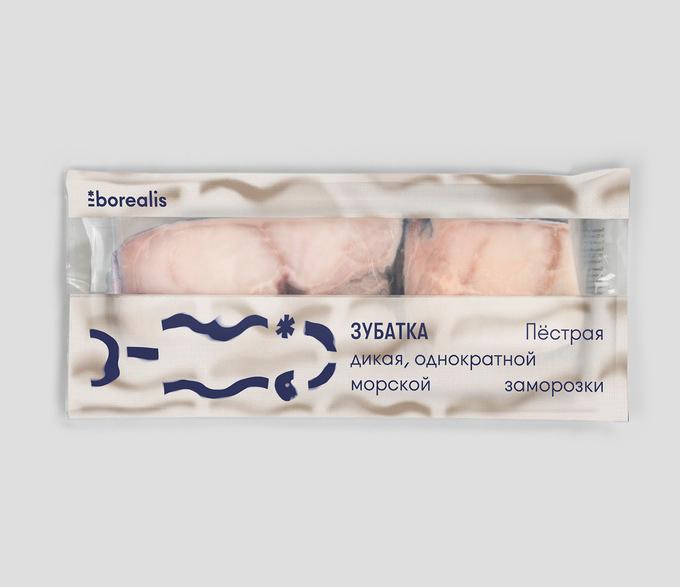 borealis
ЗУБАТКА Пёстрая
дикая, однократной
морской заморозки